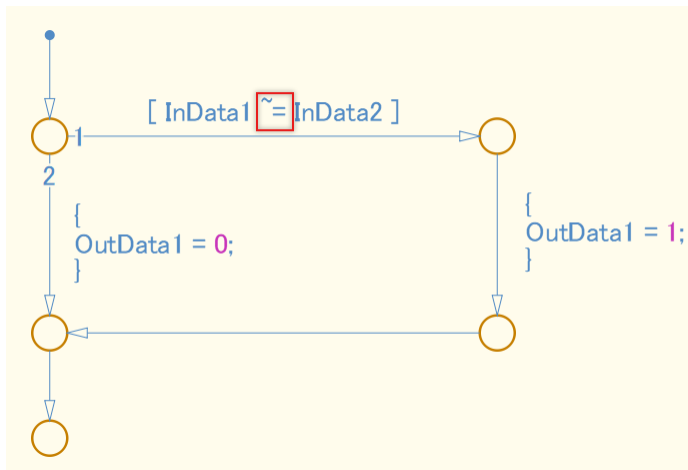 [ InData1 ~= InData2 ]
1
2
{
OutData1 = 0;
}
{
OutData1 = 1;
}